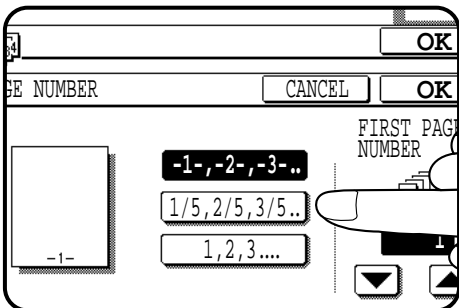 OK
GE NUMBER
CANCEL
OK
FIRST PAG
NUMBER
-1-,-2-,-3-..
1/5,2/5,3/5..
1,2,3....
-1-
1